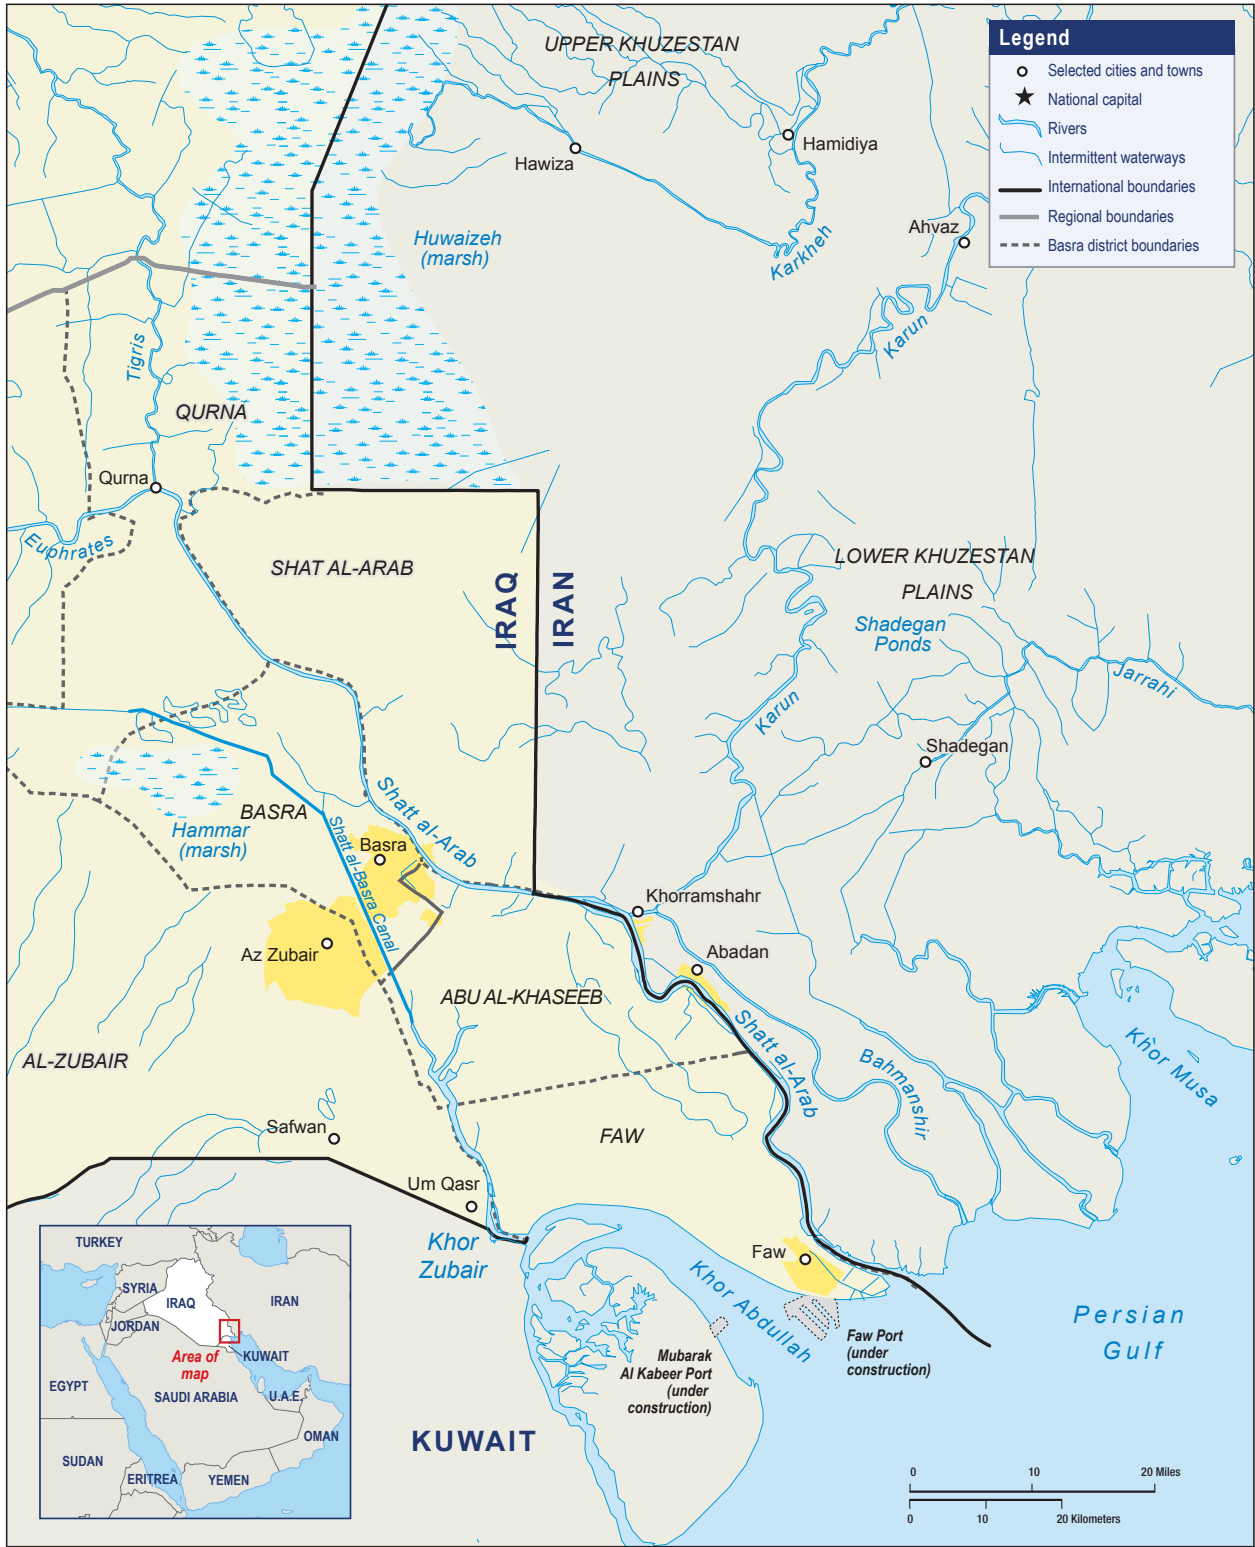 UPPER KHUZESTAN
PLAINS
Legend
Selected cities and towns
National capital
Rivers
Intermittent waterways
International boundaries
Regional boundaries
Basra district boundaries
Hamidiya
Hawiza
Ahvaz
Huwaizeh
(marsh)
Karkheh
Karun
Tigris
QURNA
Qurna
Euphrates
SHAT AL-ARAB
IRAQ
IRAN
LOWER KHUZESTAN
PLAINS
Shadegan
Ponds
Jarrahi
Karun
Shadegan
BASRA
Hammar
(marsh)
Shatt al-Arab
Basra
Shatt al-Basra Canal
Khorramshahr
Az Zubair
Abadan
ABU AL-KHASEEB
Shatt al-Arab
AL-ZUBAIR
Bahmanshir
Khor Musa
Safwan
FAW
Um Qasr
Khor
Zubair
Faw
Khor Abdullah
Persian
Gulf
Faw Port
(under
construction)
Mubarak
Al Kabeer Port
(under
construction)
KUWAIT
TURKEY
SYRIA
IRAQ
IRAN
JORDAN
Area of
map
KUWAIT
EGYPT
SAUDI ARABIA
U.A.E.
OMAN
SUDAN
ERITREA
YEMEN
0 10 20 Miles
0 10 20 Kilometers